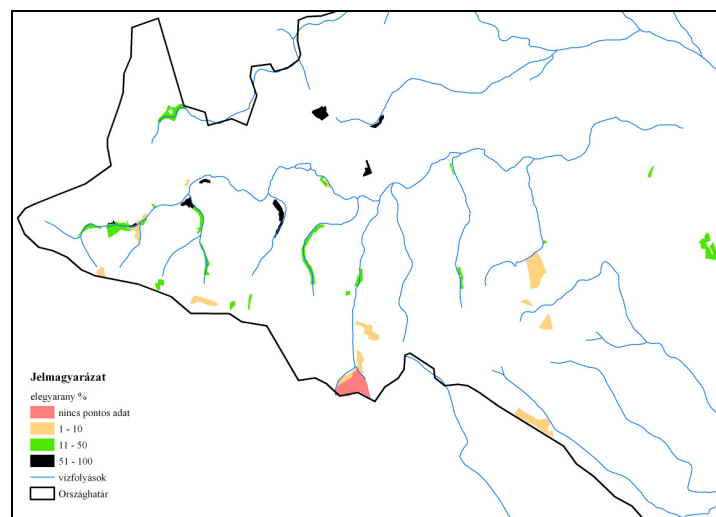 Jelmagyarázat
elegyarany %
nincs pontos adat
1 - 10
11 - 50
51 - 100
vízfolyások
Országhatár